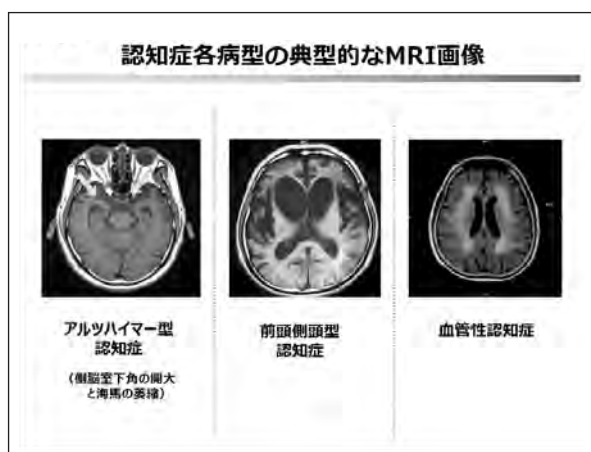 認知症各病型の典型的なMRI画像
アルツハイマー型
認知症
（側脳室下角の開大
と海馬の萎縮）
前頭側頭型
認知症
血管性認知症